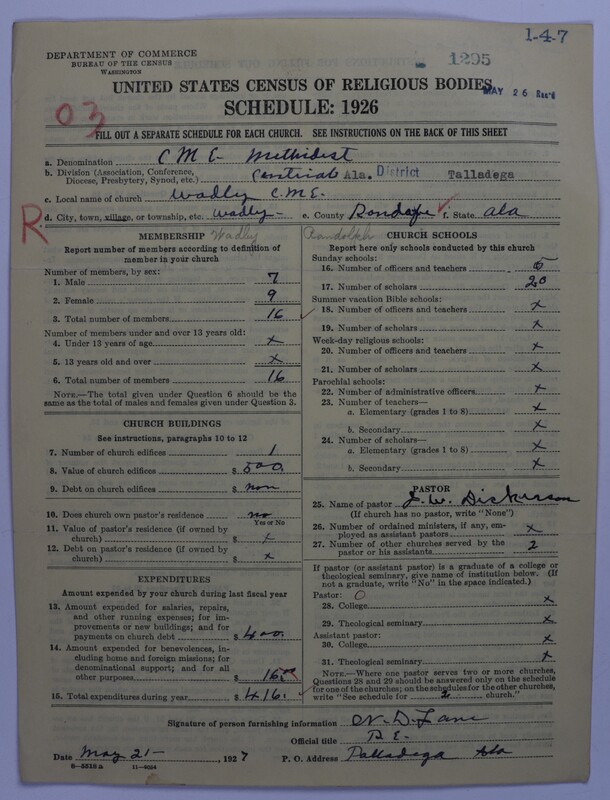 1-4-7
DEPARTMENT OF COMMERCE
BUREAU OF THE CENSUS
WASHINGTON
1295
UNITED STATES CENSUS OF RELIGIOUS BODIES
MAY 26 Rec'd
SCHEDULE: 1926
03
FILL OUT A SEPARATE SCHEDULE FOR EACH CHURCH. SEE INSTRUCTIONS ON THE BACK OF THIS SHEET
a. Denomination C M E- Methidest
b. Division (Association, Conference, Diocese, Presbytery, Synod, etc.) Central Ala. District Talladega
c. Local name of church Wadly C.M.E.
d. City, town, village, or township, etc. Wadly- e. County f. State Ala
R
MEMBERSHIP Wadly
Report number of members according to definition of member in your church
Number of members, by sex:
1. Male 7
2. Female 9
3. Total number of members 16
Number of members under and over 13 years old:
4. Under 13 years of age x
5. 13 years old and over x
6. Total number of members 16
NOTE.—The total given under Question 6 should be the same as the total of males and females given under Question 3.
CHURCH BUILDINGS
See instructions, paragraphs 10 to 12
7. Number of church edifices 1
8. Value of church edifices $ 500.
9. Debt on church edifices $ non
10. Does church own pastor's residence no
Yes or No
11. Value of pastor's residence (if owned by church) $ x
12. Debt on pastor's residence (if owned by church) $ x
EXPENDITURES
Amount expended by your church during last fiscal year
13. Amount expended for salaries, repairs, and other running expenses; for improvements or new buildings; and for payments on church debt $ 400.
14. Amount expended for benevolences, including home and foreign missions; for denominational support; and for all other purposes $ 16.00
15. Total expenditures during year $ 416.
Randolph CHURCH SCHOOLS
Report here only schools conducted by this church
Sunday schools:
16. Number of officers and teachers 5
17. Number of scholars 20
Summer vacation Bible schools:
18. Number of officers and teachers x
19. Number of scholars x
Week-day religious schools:
20. Number of officers and teachers x
21. Number of scholars x
Parochial schools:
22. Number of administrative officers x
23. Number of teachers—
a. Elementary (grades 1 to 8) x
b. Secondary x
24. Number of scholars—
a. Elementary (grades 1 to 8) x
b. Secondary x
PASTOR
25. Name of pastor J. W. Dickerson
(If church has no pastor, write "None")
26. Number of ordained ministers, if any, employed as assistant pastors x
27. Number of other churches served by the pastor or his assistants 2
If pastor (or assistant pastor) is a graduate of a college or theological seminary, give name of institution below. (If not a graduate, write "No" in the space indicated.)
Pastor: O
28. College x
29. Theological seminary x
Assistant pastor:
30. College x
31. Theological seminary x
NOTE.—Where one pastor serves two or more churches, Questions 28 and 29 should be answered only on the schedule for one of the churches; on the schedules for the other churches, write "See schedule for 2 church."
Signature of person furnishing information N. D. Lane
Official title P. E.
Date May 21- 1927 P. O. Address Talladega Ala
8-5518a 11-9224